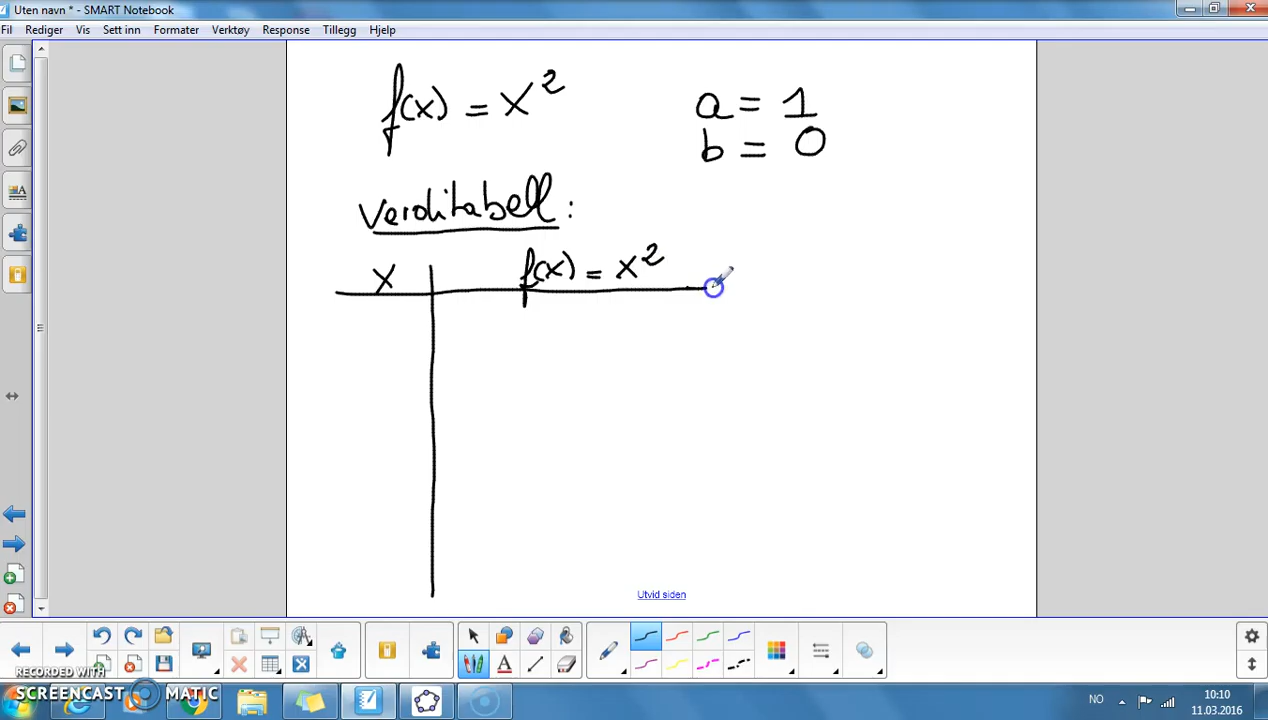 Uten navn * - SMART Notebook
Fil Rediger Vis Sett inn Formater Verktøy Response Tillegg Hjelp
f(x) = x²
a = 1
b = 0
Verditabell:
x f(x) = x²
Utvid siden
RECORDED WITH
SCREENCAST MATIC
NO
10:10
11.03.2016